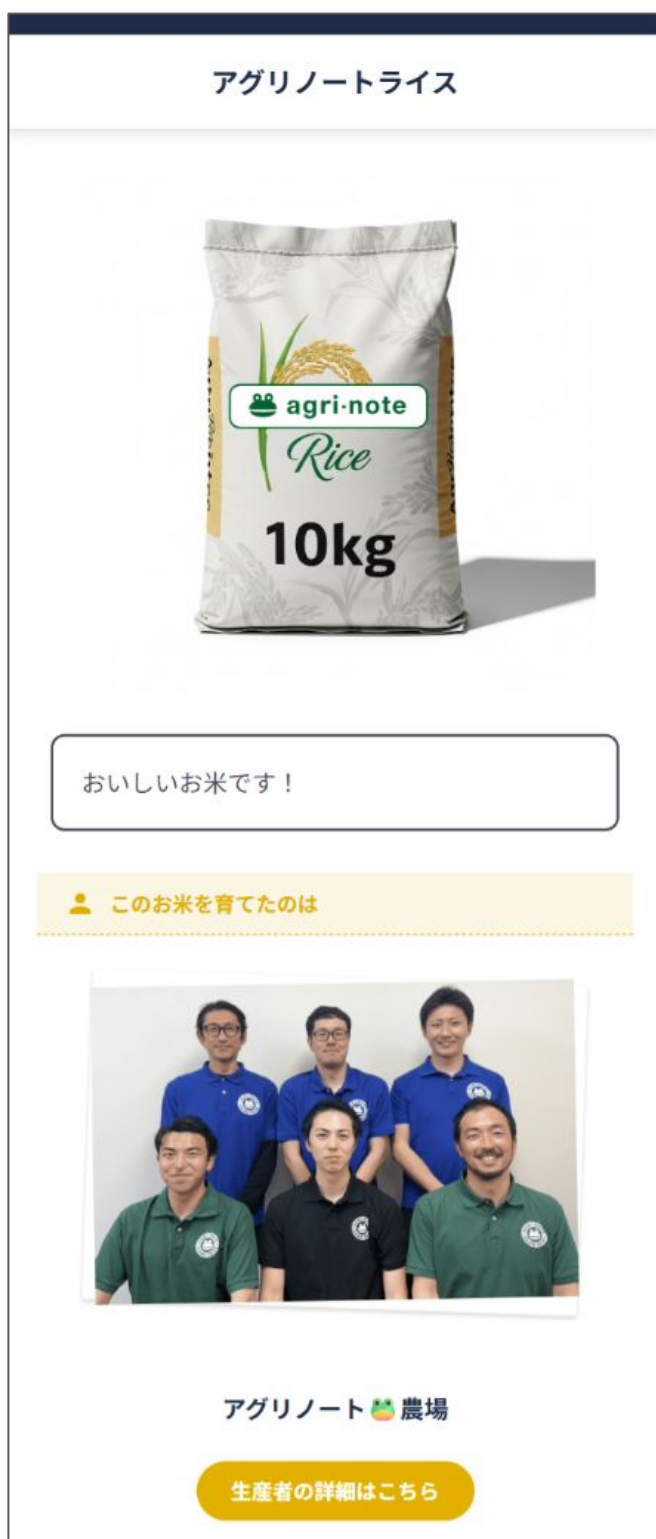 アグリノートライス
agri-note
Rice
10kg
おいしいお米です！
このお米を育てたのは
アグリノート🐸農場
生産者の詳細はこちら